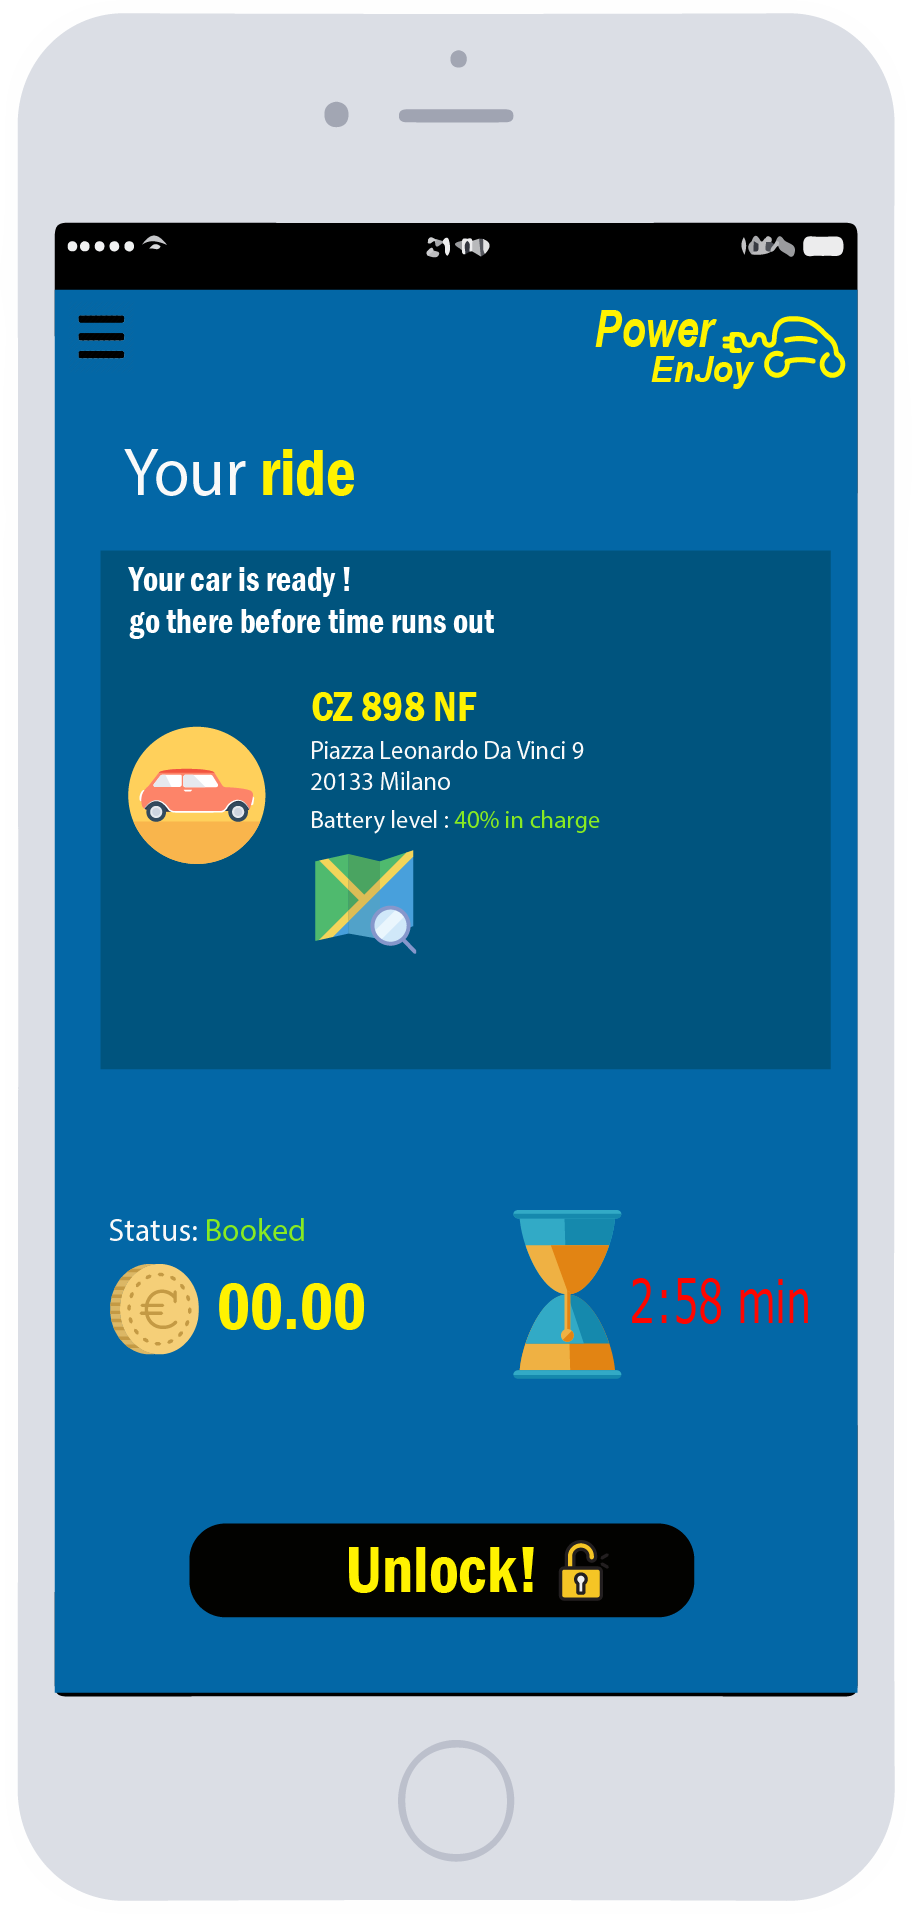 Power
EnJoy
Your ride
Your car is ready !
go there before time runs out
CZ 898 NF
Piazza Leonardo Da Vinci 9
20133 Milano
Battery level : 40% in charge
Status: Booked
00.00
2:58 min
Unlock!